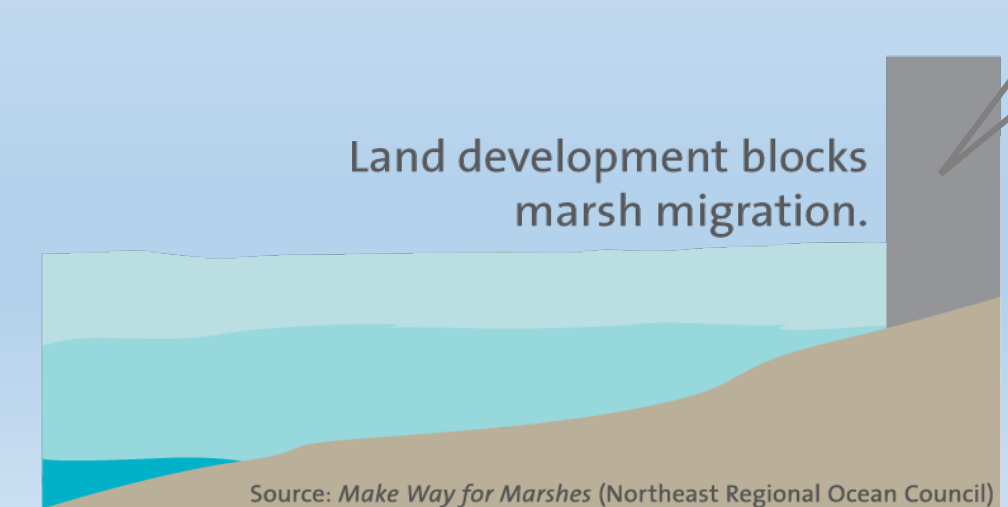 Land development blocks
marsh migration.
Source: Make Way for Marshes (Northeast Regional Ocean Council)